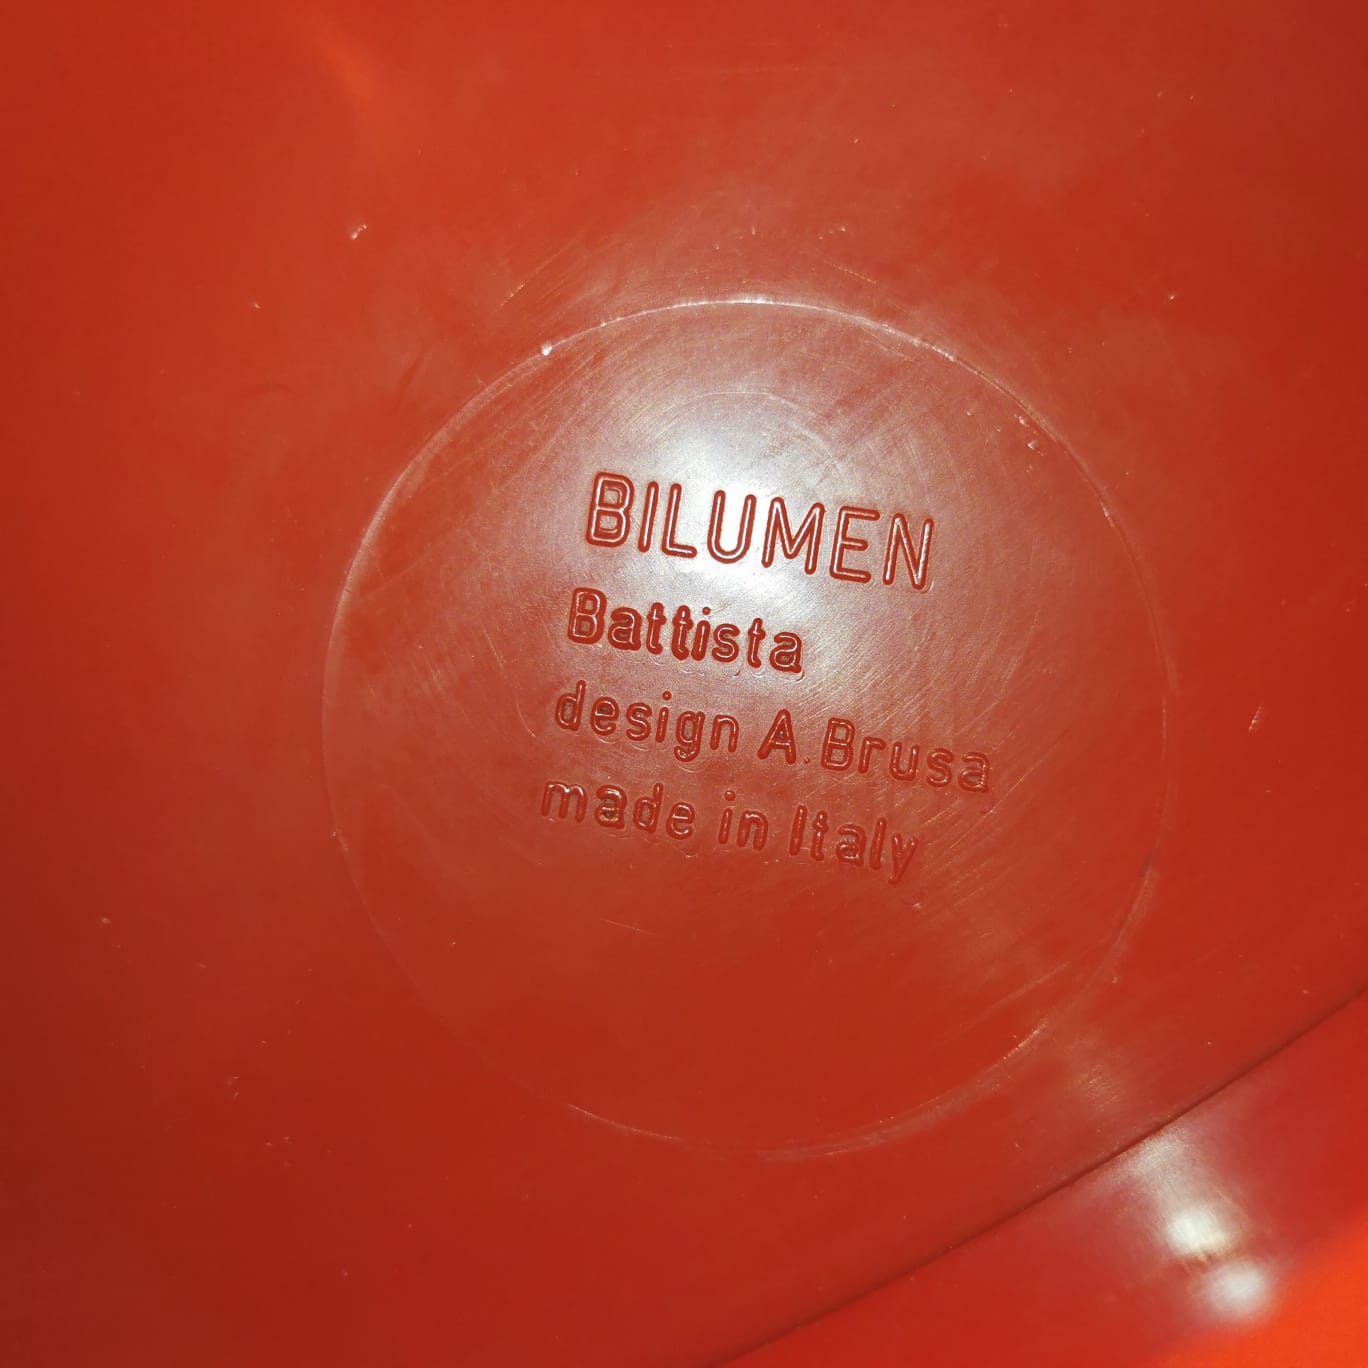 BILUMEN
Battista
design A.Brusa
made in Italy